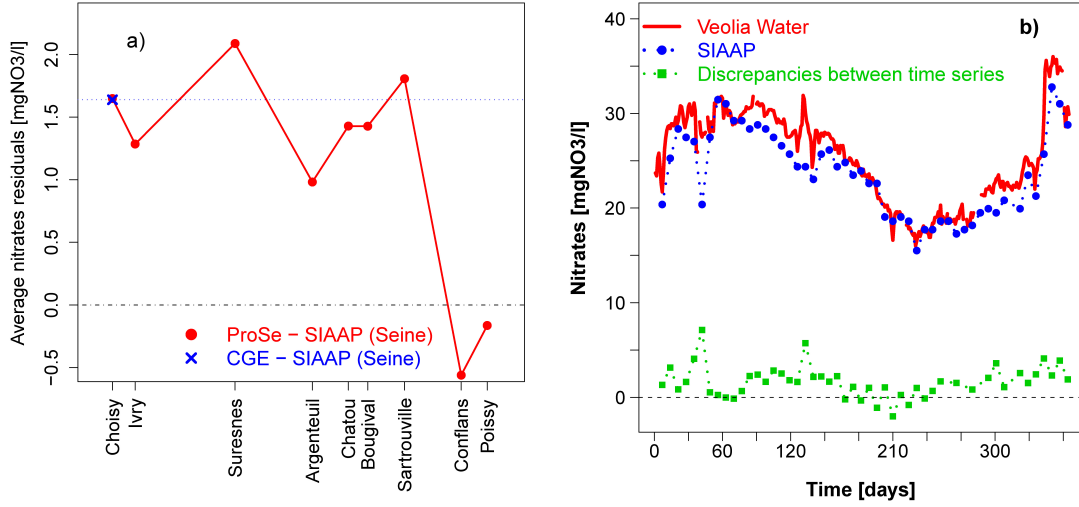 a)
Average nitrates residuals [mgNO3/l]
2.0
1.5
1.0
0.5
0.0
−0.5
ProSe − SIAAP (Seine)
CGE − SIAAP (Seine)
Choisy
Ivry
Suresnes
Argenteuil
Chatou
Bougival
Sartrouville
Conflans
Poissy
b)
Veolia Water
SIAAP
Discrepancies between time series
Nitrates [mgNO3/l]
40
30
20
10
0
0 60 120 210 300
Time [days]